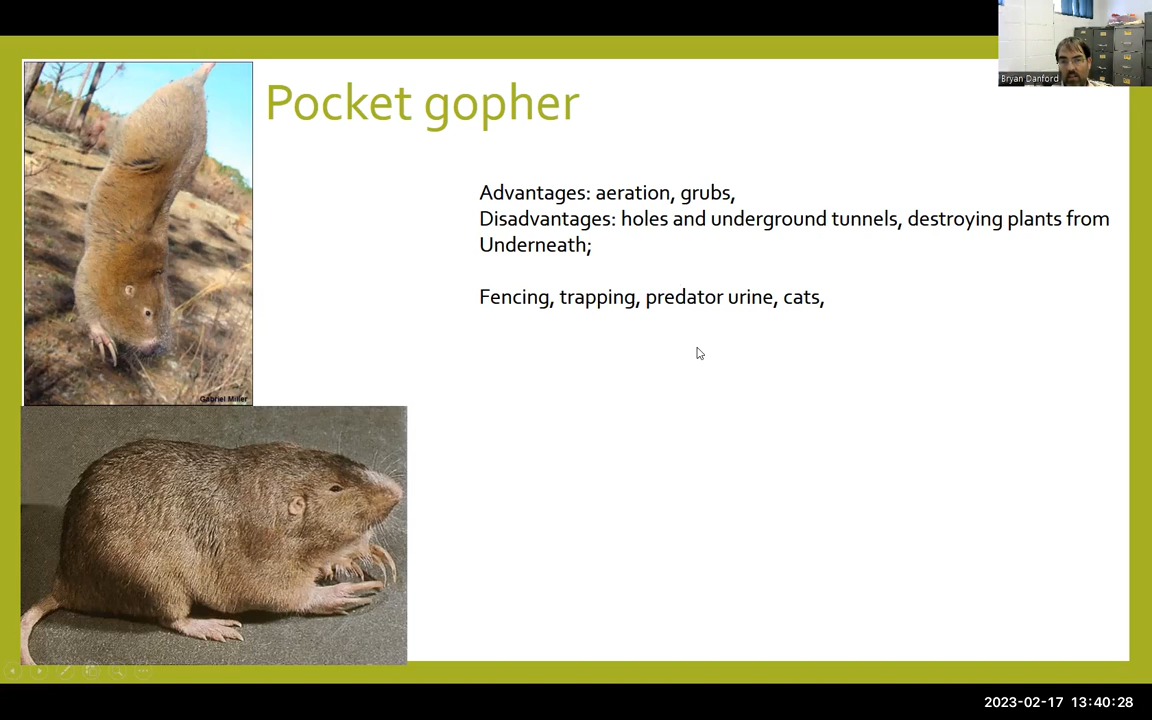 Bryan Danford
Pocket gopher
Advantages: aeration, grubs,
Disadvantages: holes and underground tunnels, destroying plants from
Underneath;
Fencing, trapping, predator urine, cats,
Gabriel Miller
2023-02-17 13:40:28